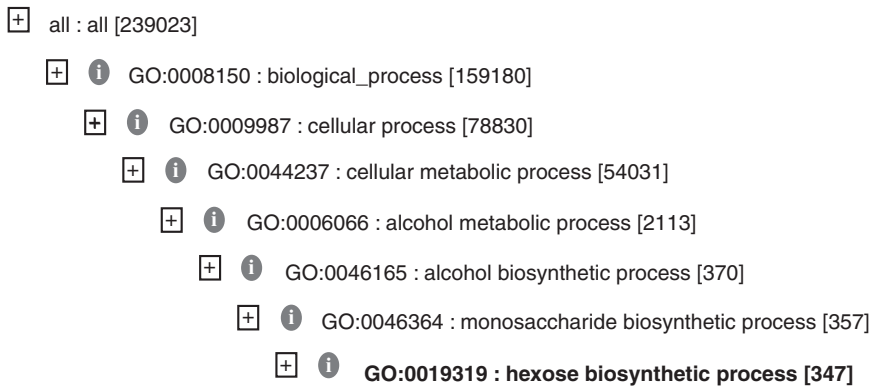 + all : all [239023]
+ i GO:0008150 : biological_process [159180]
+ i GO:0009987 : cellular process [78830]
+ i GO:0044237 : cellular metabolic process [54031]
+ i GO:0006066 : alcohol metabolic process [2113]
+ i GO:0046165 : alcohol biosynthetic process [370]
+ i GO:0046364 : monosaccharide biosynthetic process [357]
+ i GO:0019319 : hexose biosynthetic process [347]